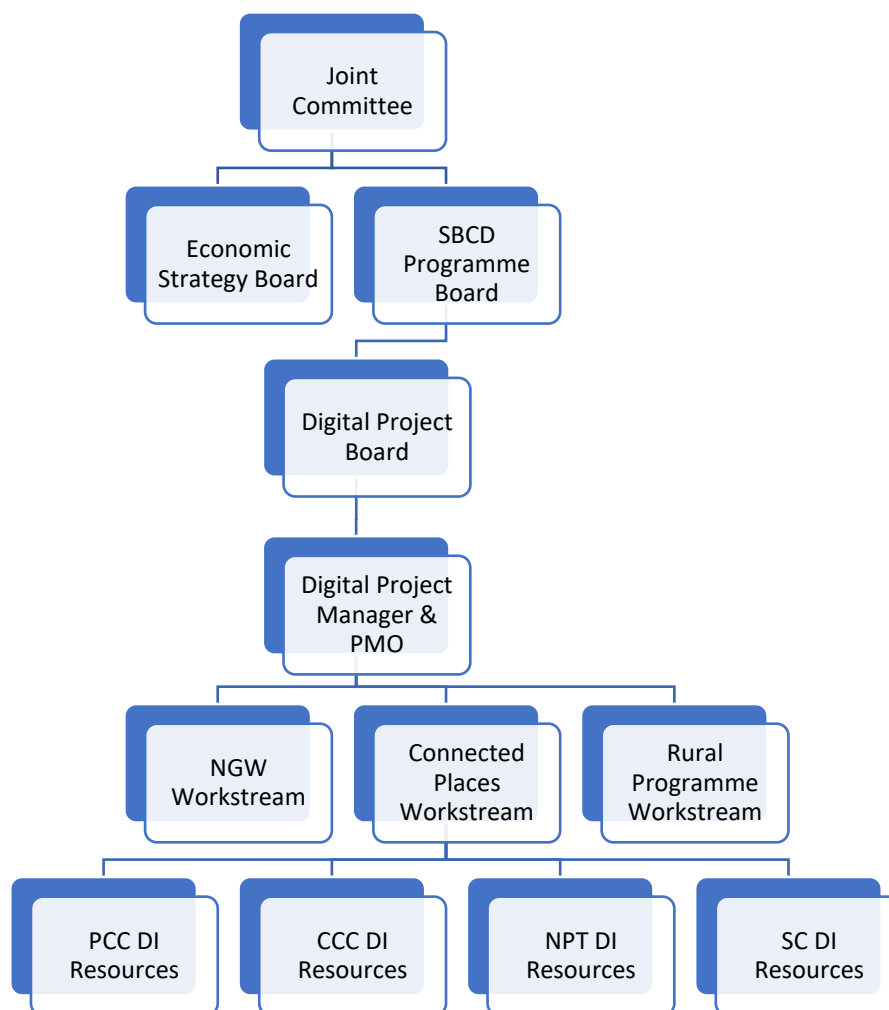 Joint
Committee
Economic
Strategy Board
SBCD
Programme
Board
Digital Project
Board
Digital Project
Manager &
PMO
NGW
Workstream
Connected
Places
Workstream
Rural
Programme
Workstream
PCC DI
Resources
CCC DI
Resources
NPT DI
Resources
SC DI
Resources